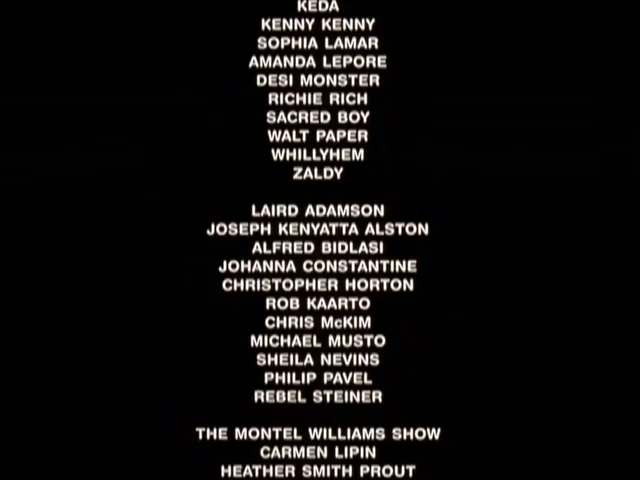 KEDA
KENNY KENNY
SOPHIA LAMAR
AMANDA LEPORE
DESI MONSTER
RICHIE RICH
SACRED BOY
WALT PAPER
WHILLYHEM
ZALDY
LAIRD ADAMSON
JOSEPH KENYATTA ALSTON
ALFRED BIDLASI
JOHANNA CONSTANTINE
CHRISTOPHER HORTON
ROB KAARTO
CHRIS McKIM
MICHAEL MUSTO
SHEILA NEVINS
PHILIP PAVEL
REBEL STEINER
THE MONTEL WILLIAMS SHOW
CARMEN LIPIN
HEATHER SMITH PROUT